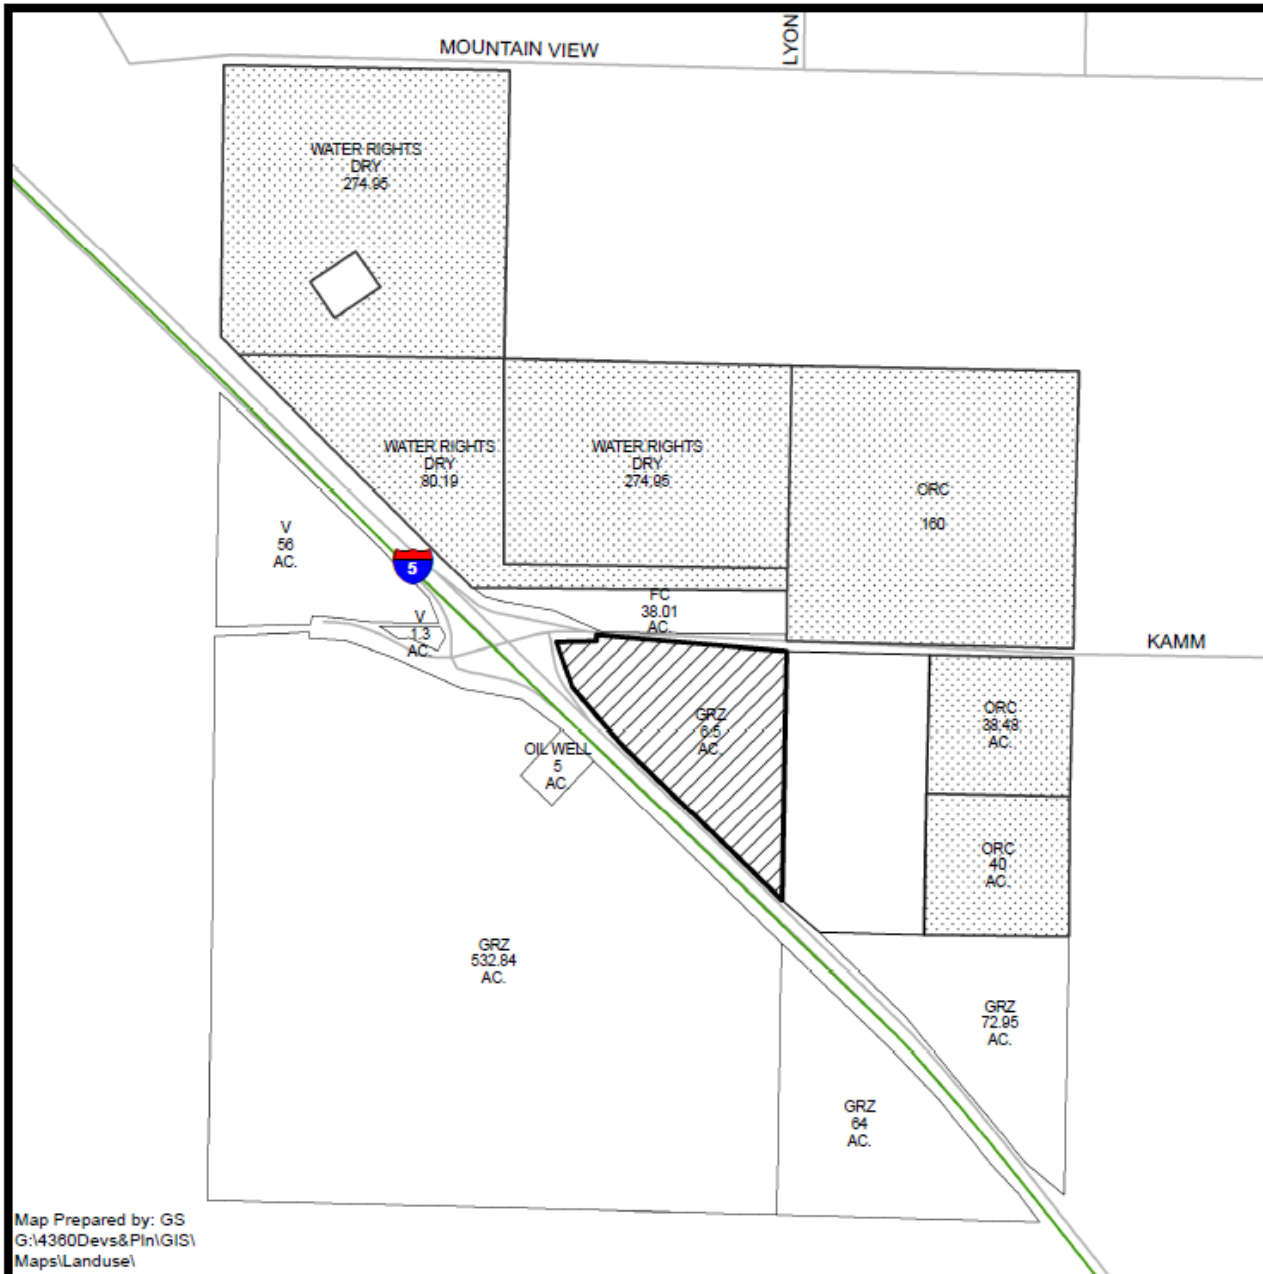 MOUNTAIN VIEW
LYON
WATER RIGHTS
DRY
274.95
WATER RIGHTS
DRY
80.19
WATER RIGHTS
DRY
274.95
ORC
160
V
56
AC.
5
FC
38.01
AC.
V
1.3
AC.
KAMM
GRZ
6.5
AC.
ORC
38.48
AC.
OIL WELL
5
AC.
ORC
40
AC.
GRZ
532.84
AC.
GRZ
72.95
AC.
GRZ
64
AC.
Map Prepared by: GS
G:\4360Devs&Pln\GIS\
Maps\Landuse\